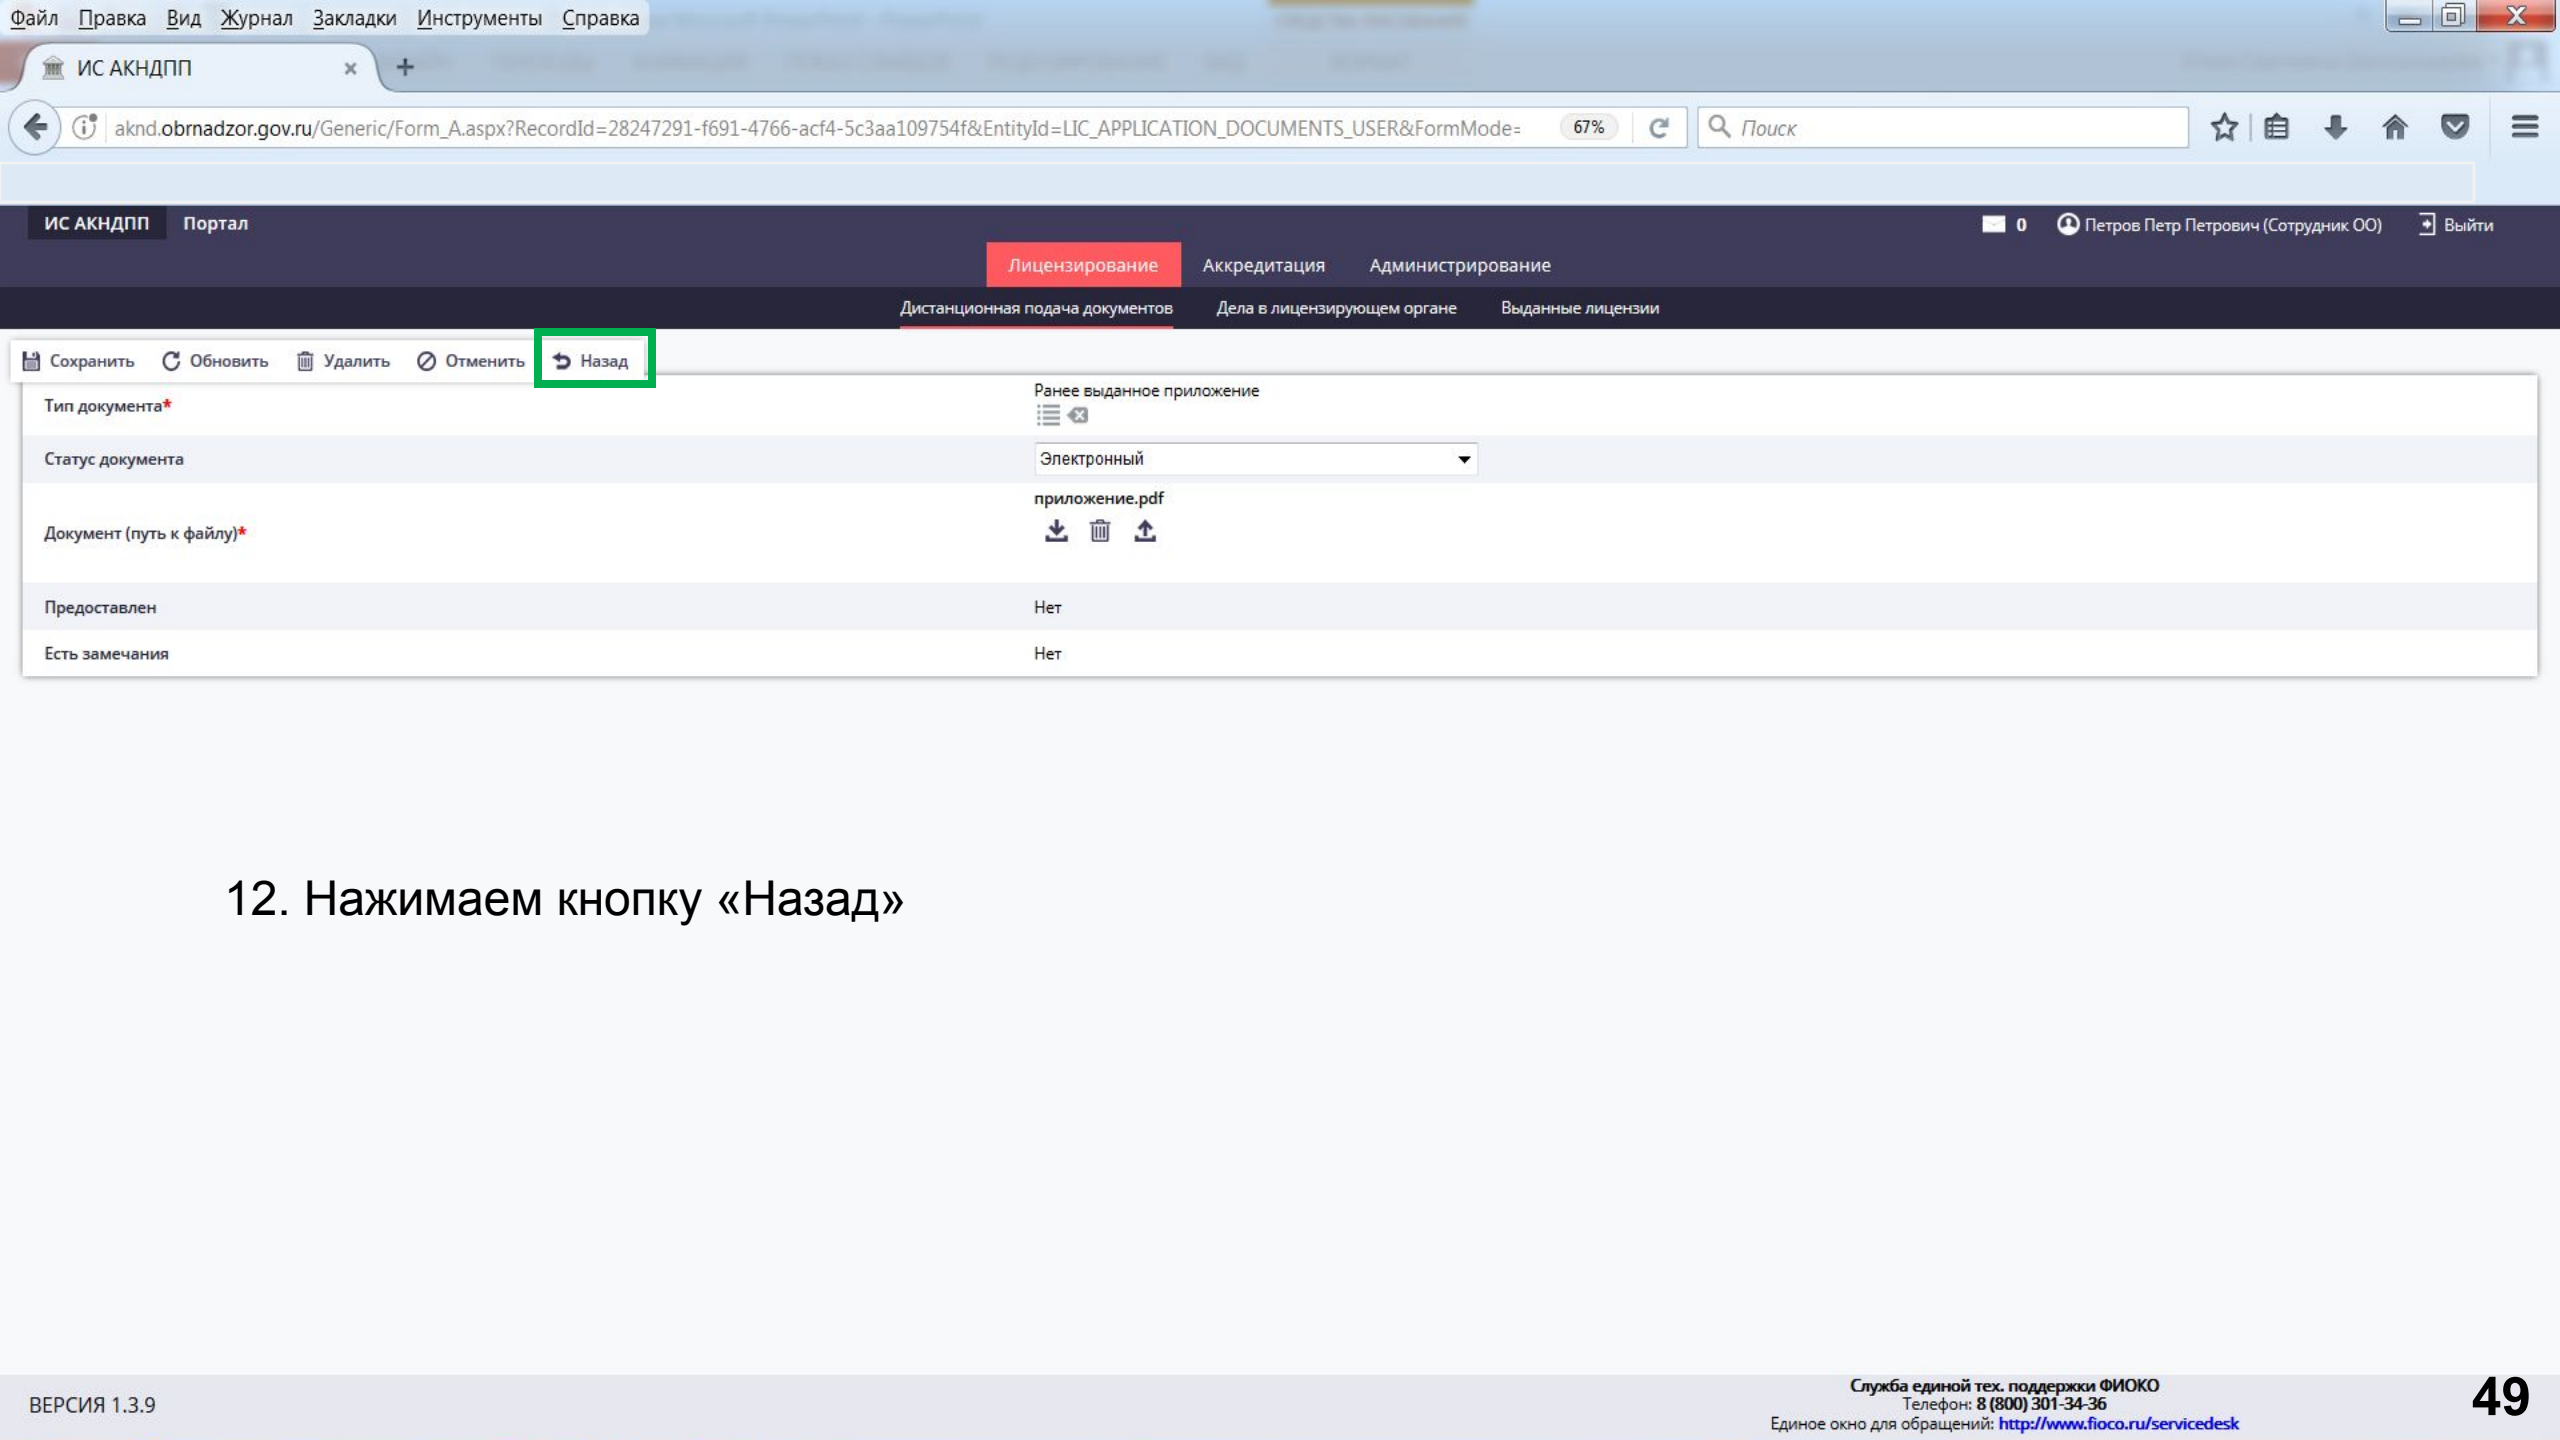 Файл Правка Вид Журнал Закладки Инструменты Справка
ИС АКНДПП
aknd.obrnadzor.gov.ru/Generic/Form_A.aspx?RecordId=28247291-f691-4766-acf4-5c3aa109754f&EntityId=LIC_APPLICATION_DOCUMENTS_USER&FormMode= 67% Поиск
ИС АКНДПП Портал 0 Петров Петр Петрович (Сотрудник ОО) Выйти
Лицензирование Аккредитация Администрирование
Дистанционная подача документов Дела в лицензирующем органе Выданные лицензии
Сохранить Обновить Удалить Отменить Назад
Тип документа* Ранее выданное приложение
Статус документа Электронный
приложение.pdf
Документ (путь к файлу)*
Предоставлен Нет
Есть замечания Нет
12. Нажимаем кнопку «Назад»
ВЕРСИЯ 1.3.9
Служба единой тех. поддержки ФИОКО
Телефон: 8 (800) 301-34-36
Единое окно для обращений: http://www.fioco.ru/servicedesk
49